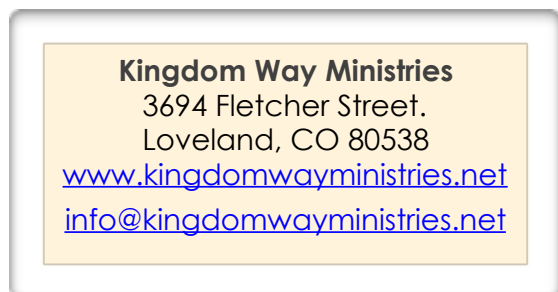 Kingdom Way Ministries
3694 Fletcher Street.
Loveland, CO 80538
www.kingdomwayministries.net
info@kingdomwayministries.net